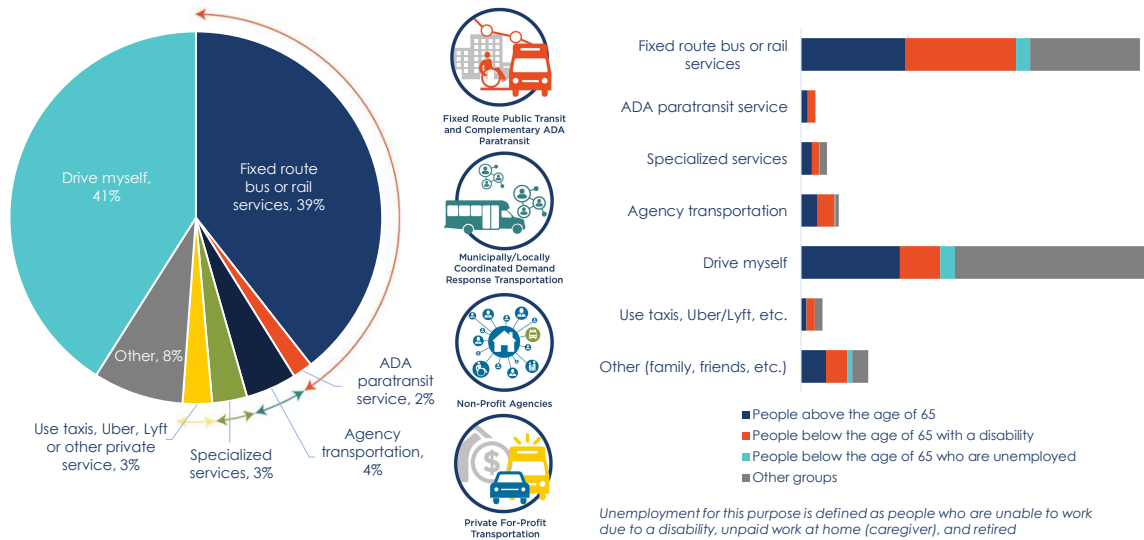 Drive myself,
41%
Fixed route
bus or rail
services, 39%
Other, 8%
ADA
paratransit
service, 2%
Agency
transportation,
4%
Specialized
services, 3%
Use taxis, Uber, Lyft
or other private
service, 3%
Fixed Route Public Transit
and Complementary ADA
Paratransit
Municipally/Locally
Coordinated Demand
Response Transportation
Non-Profit Agencies
$
Private For-Profit
Transportation
Fixed route bus or rail
services
ADA paratransit service
Specialized services
Agency transportation
Drive myself
Use taxis, Uber/Lyft, etc.
Other (family, friends, etc.)
People above the age of 65
People below the age of 65 with a disability
People below the age of 65 who are unemployed
Other groups
Unemployment for this purpose is defined as people who are unable to work
due to a disability, unpaid work at home (caregiver), and retired